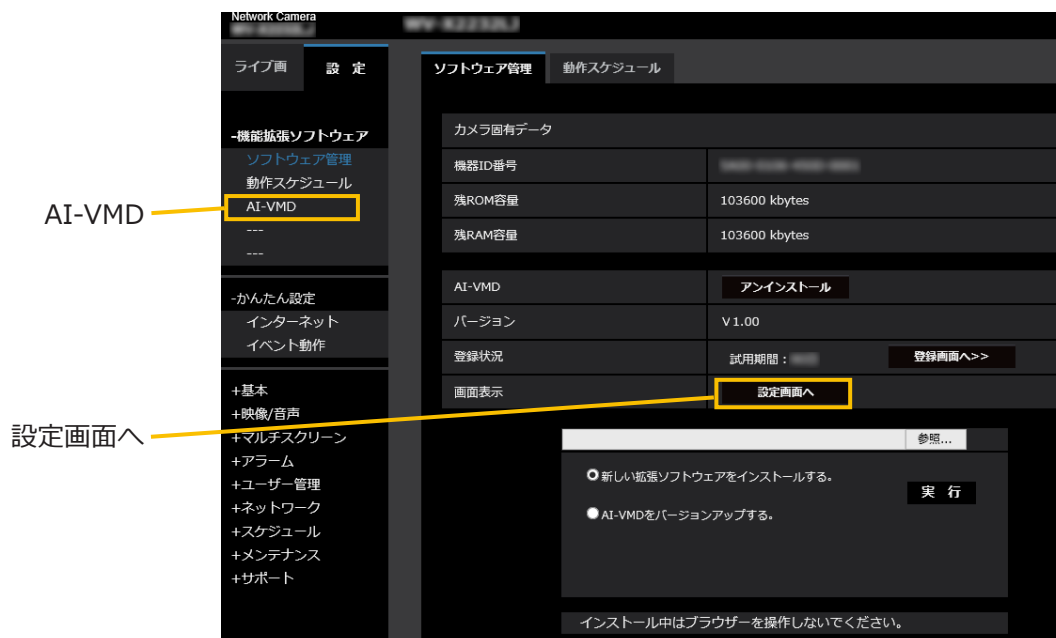 Network Camera
ライブ画
設 定
ソフトウェア管理
動作スケジュール
-機能拡張ソフトウェア
ソフトウェア管理
動作スケジュール
AI-VMD
---
---
-かんたん設定
インターネット
イベント動作
+基本
+映像/音声
+マルチスクリーン
+アラーム
+ユーザー管理
+ネットワーク
+スケジュール
+メンテナンス
+サポート
AI-VMD
設定画面へ
カメラ固有データ
機器ID番号
残ROM容量 103600 kbytes
残RAM容量 103600 kbytes
AI-VMD アンインストール
バージョン V1.00
登録状況 試用期間： 登録画面へ>>
画面表示 設定画面へ
参照...
新しい拡張ソフトウェアをインストールする。
AI-VMDをバージョンアップする。
実 行
インストール中はブラウザーを操作しないでください。